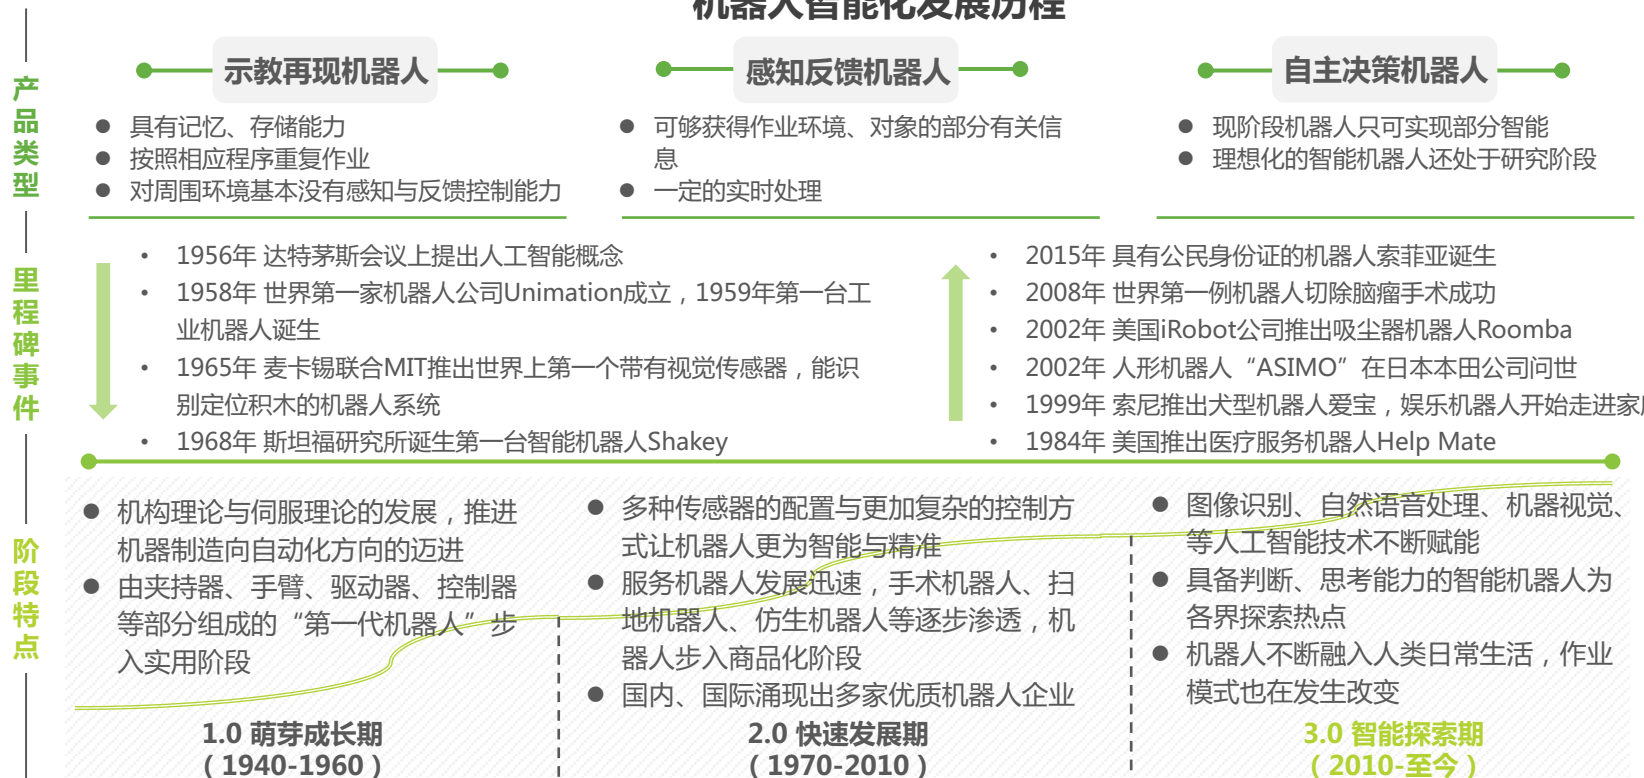 机器人智能化发展历程
产品类型
示教再现机器人
● 具有记忆、存储能力
● 按照相应程序重复作业
● 对周围环境基本没有感知与反馈控制能力
感知反馈机器人
● 可够获得作业环境、对象的部分有关信
息
● 一定的实时处理
自主决策机器人
● 现阶段机器人只可实现部分智能
● 理想化的智能机器人还处于研究阶段
里程碑事件
• 1956年 达特茅斯会议上提出人工智能概念
• 1958年 世界第一家机器人公司Unimation成立，1959年第一台工
业机器人诞生
• 1965年 麦卡锡联合MIT推出世界上第一个带有视觉传感器，能识
别定位积木的机器人系统
• 1968年 斯坦福研究所诞生第一台智能机器人Shakey
• 2015年 具有公民身份证的机器人索菲亚诞生
• 2008年 世界第一例机器人切除脑瘤手术成功
• 2002年 美国iRobot公司推出吸尘器机器人Roomba
• 2002年 人形机器人“ASIMO”在日本本田公司问世
• 1999年 索尼推出犬型机器人爱宝，娱乐机器人开始走进家
• 1984年 美国推出医疗服务机器人Help Mate
阶段特点
● 机构理论与伺服理论的发展，推进
机器制造向自动化方向的迈进
● 由夹持器、手臂、驱动器、控制器
等部分组成的“第一代机器人”步
入实用阶段
1.0 萌芽成长期
（1940-1960）
● 多种传感器的配置与更加复杂的控制方
式让机器人更为智能与精准
● 服务机器人发展迅速，手术机器人、扫
地机器人、仿生机器人等逐步渗透，机
器人步入商品化阶段
● 国内、国际涌现出多家优质机器人企业
2.0 快速发展期
（1970-2010）
● 图像识别、自然语音处理、机器视觉、
等人工智能技术不断赋能
● 具备判断、思考能力的智能机器人为
各界探索热点
● 机器人不断融入人类日常生活，作业
模式也在发生改变
3.0 智能探索期
（2010-至今）